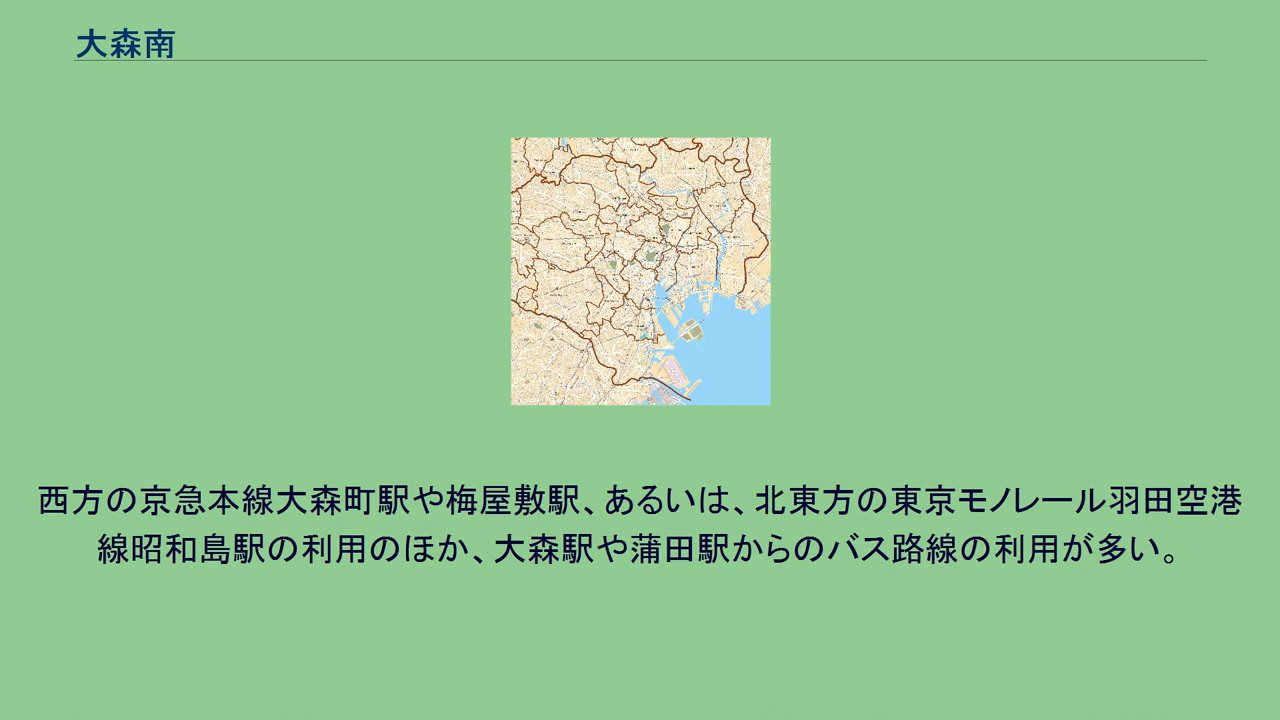 大森南
西方の京急本線大森町駅や梅屋敷駅、あるいは、北東方の東京モノレール羽田空港
線昭和島駅の利用のほか、大森駅や蒲田駅からのバス路線の利用が多い。